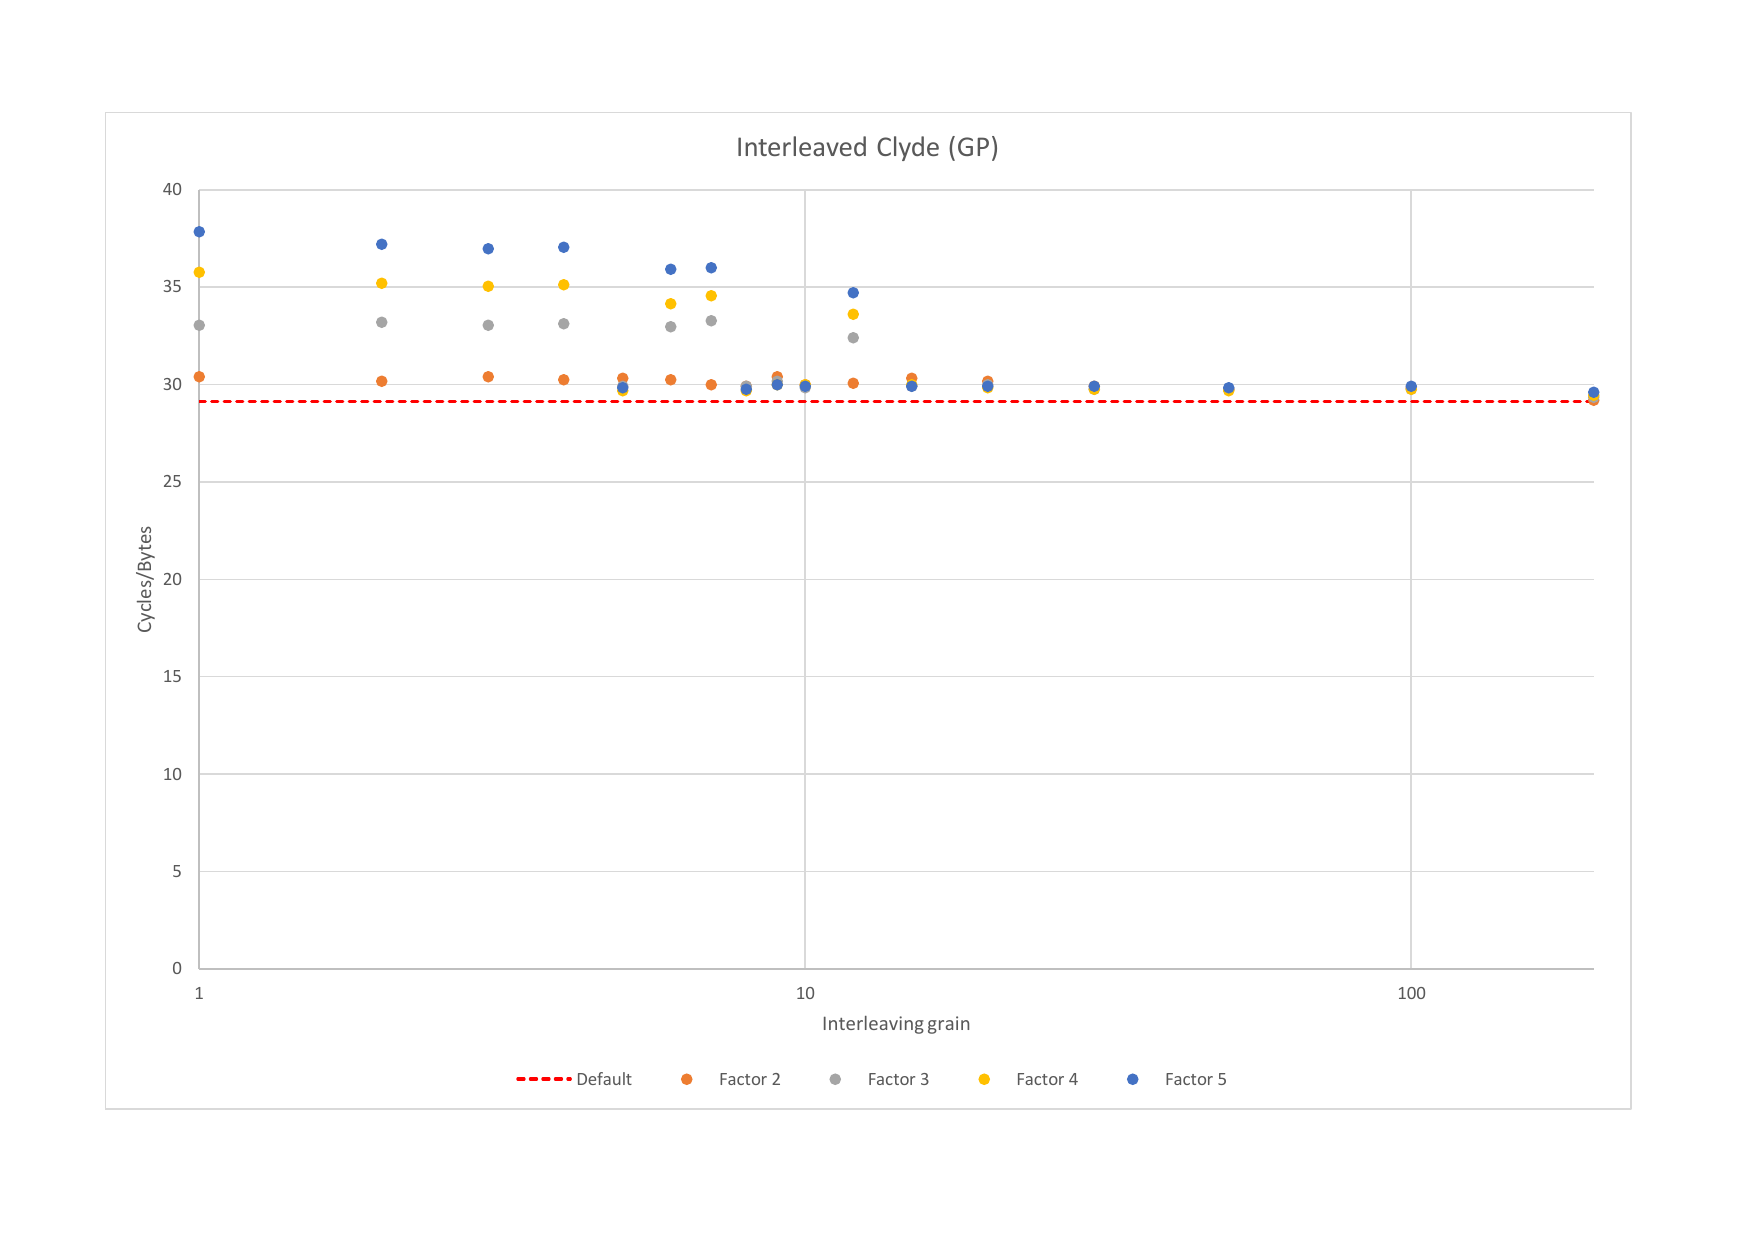 Interleaved Clyde (GP)
40
35
30
25
20
15
10
5
0
Cycles/Bytes
1 10 100
Interleaving grain
Default Factor 2 Factor 3 Factor 4 Factor 5